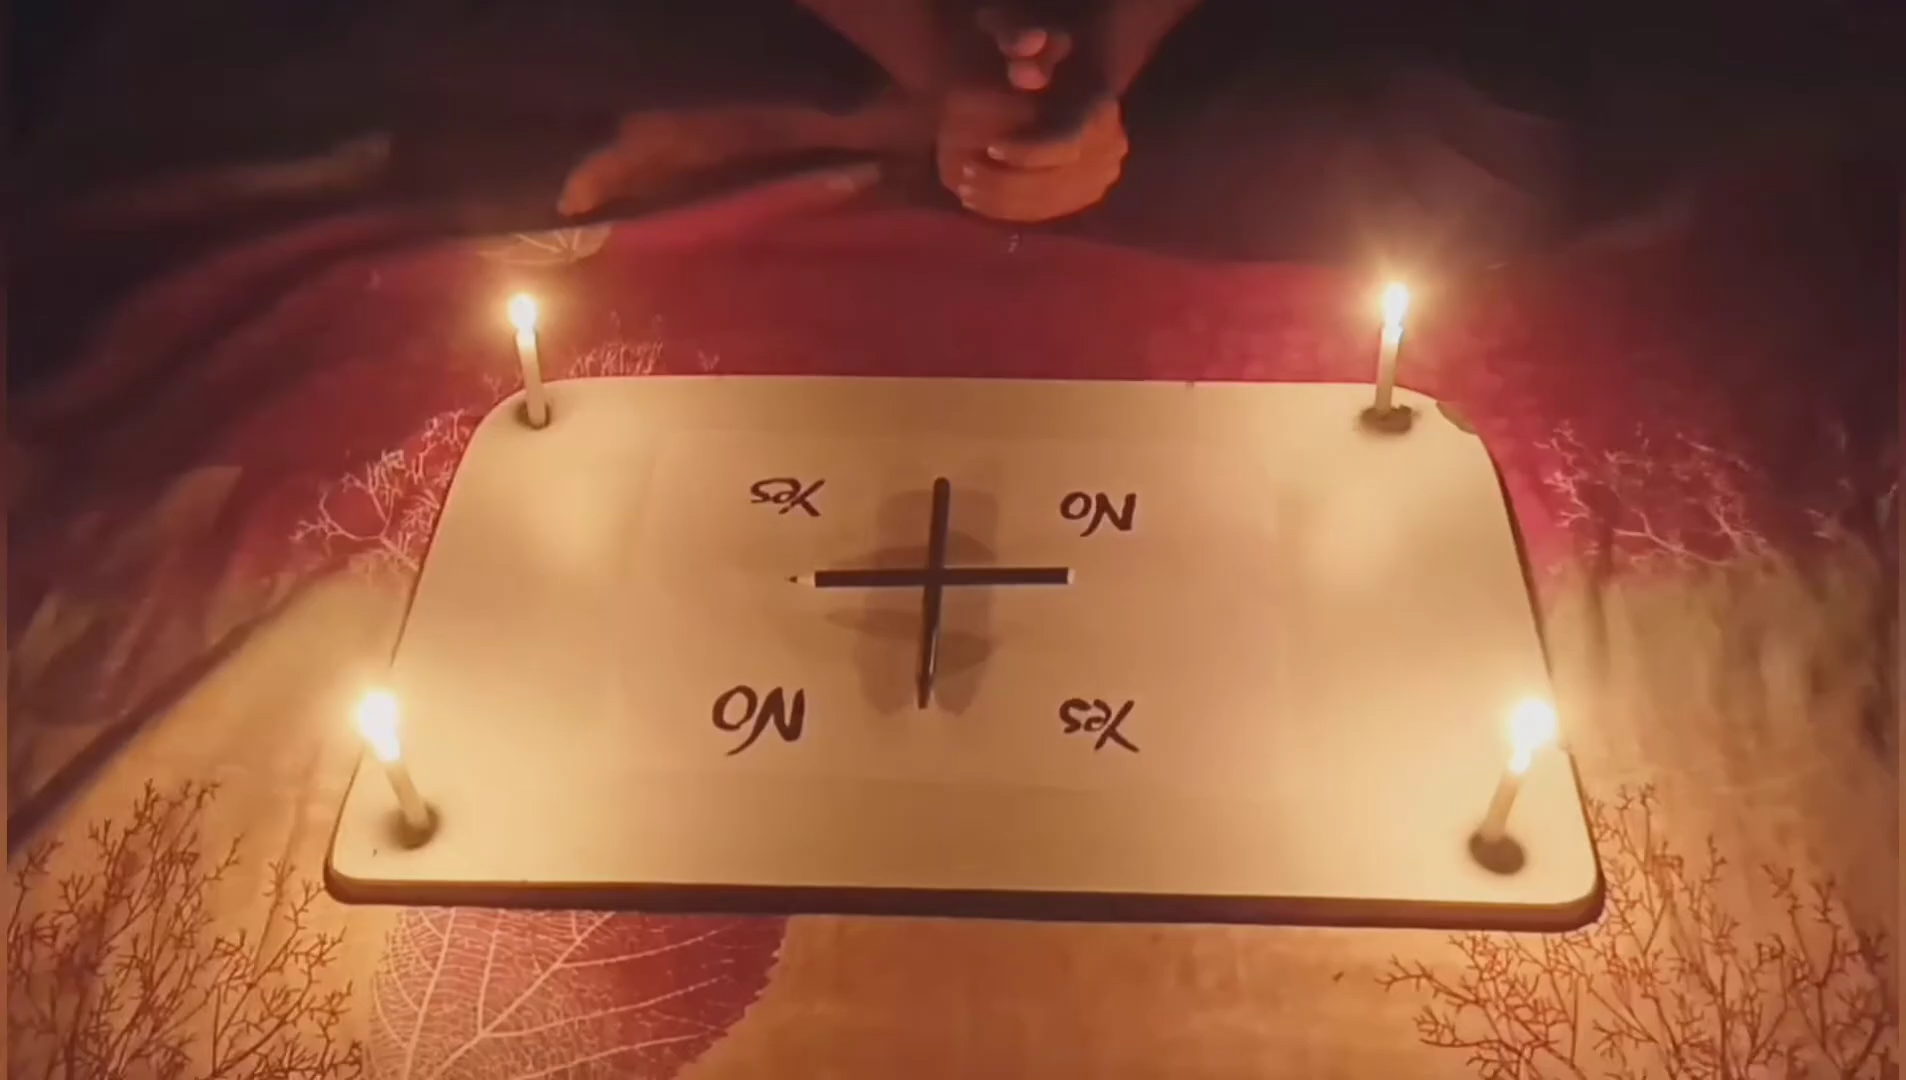 Yes No
No Yes